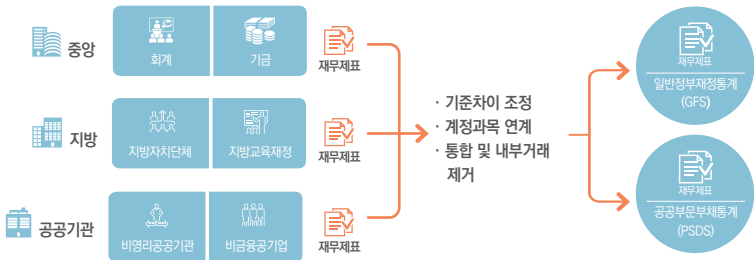 중앙
회계
기금
재무제표
지방
지방자치단체
지방교육재정
재무제표
공공기관
비영리공공기관
비금융공기업
재무제표
· 기준차이 조정
· 계정과목 연계
· 통합 및 내부거래
제거
재무제표
일반정부재정통계
(GFS)
재무제표
공공부문부채통계
(PSDS)